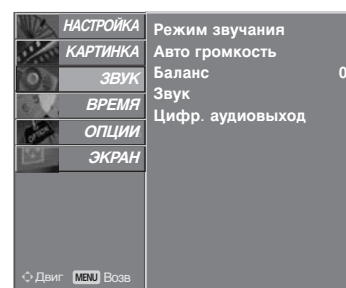 НАСТРОЙКА
КАРТИНКА
ЗВУК
ВРЕМЯ
ОПЦИИ
ЭКРАН
Двиг MENU Возв
Режим звучания
Авто громкость
Баланс 0
Звук
Цифр. аудиовыход